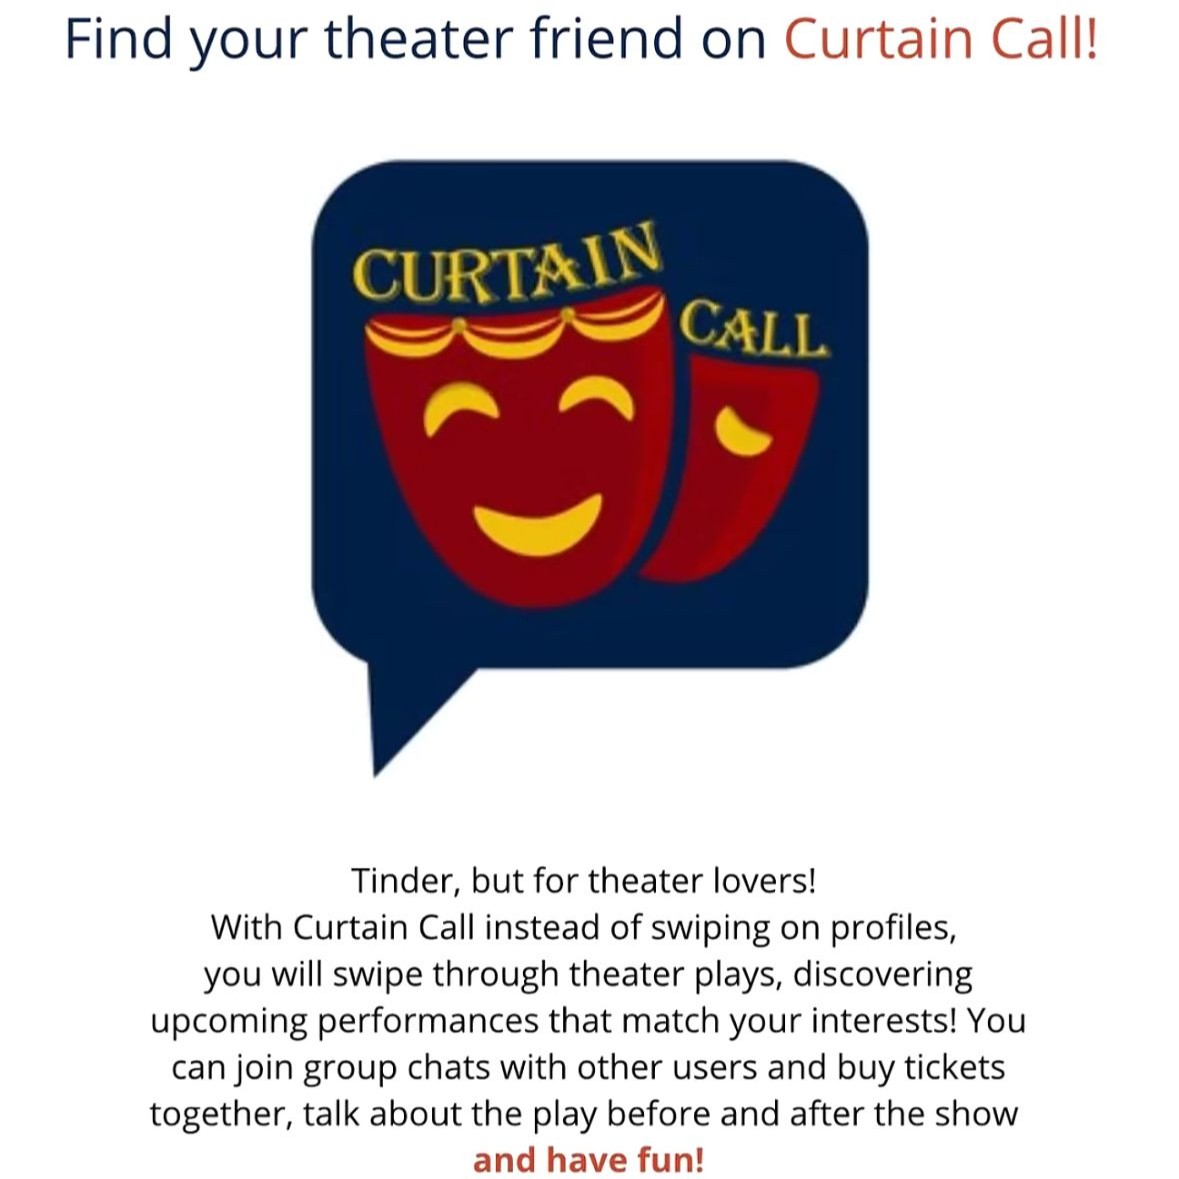 Find your theater friend on Curtain Call!
CURTAIN
CALL
Tinder, but for theater lovers!
With Curtain Call instead of swiping on profiles,
you will swipe through theater plays, discovering
upcoming performances that match your interests! You
can join group chats with other users and buy tickets
together, talk about the play before and after the show
and have fun!